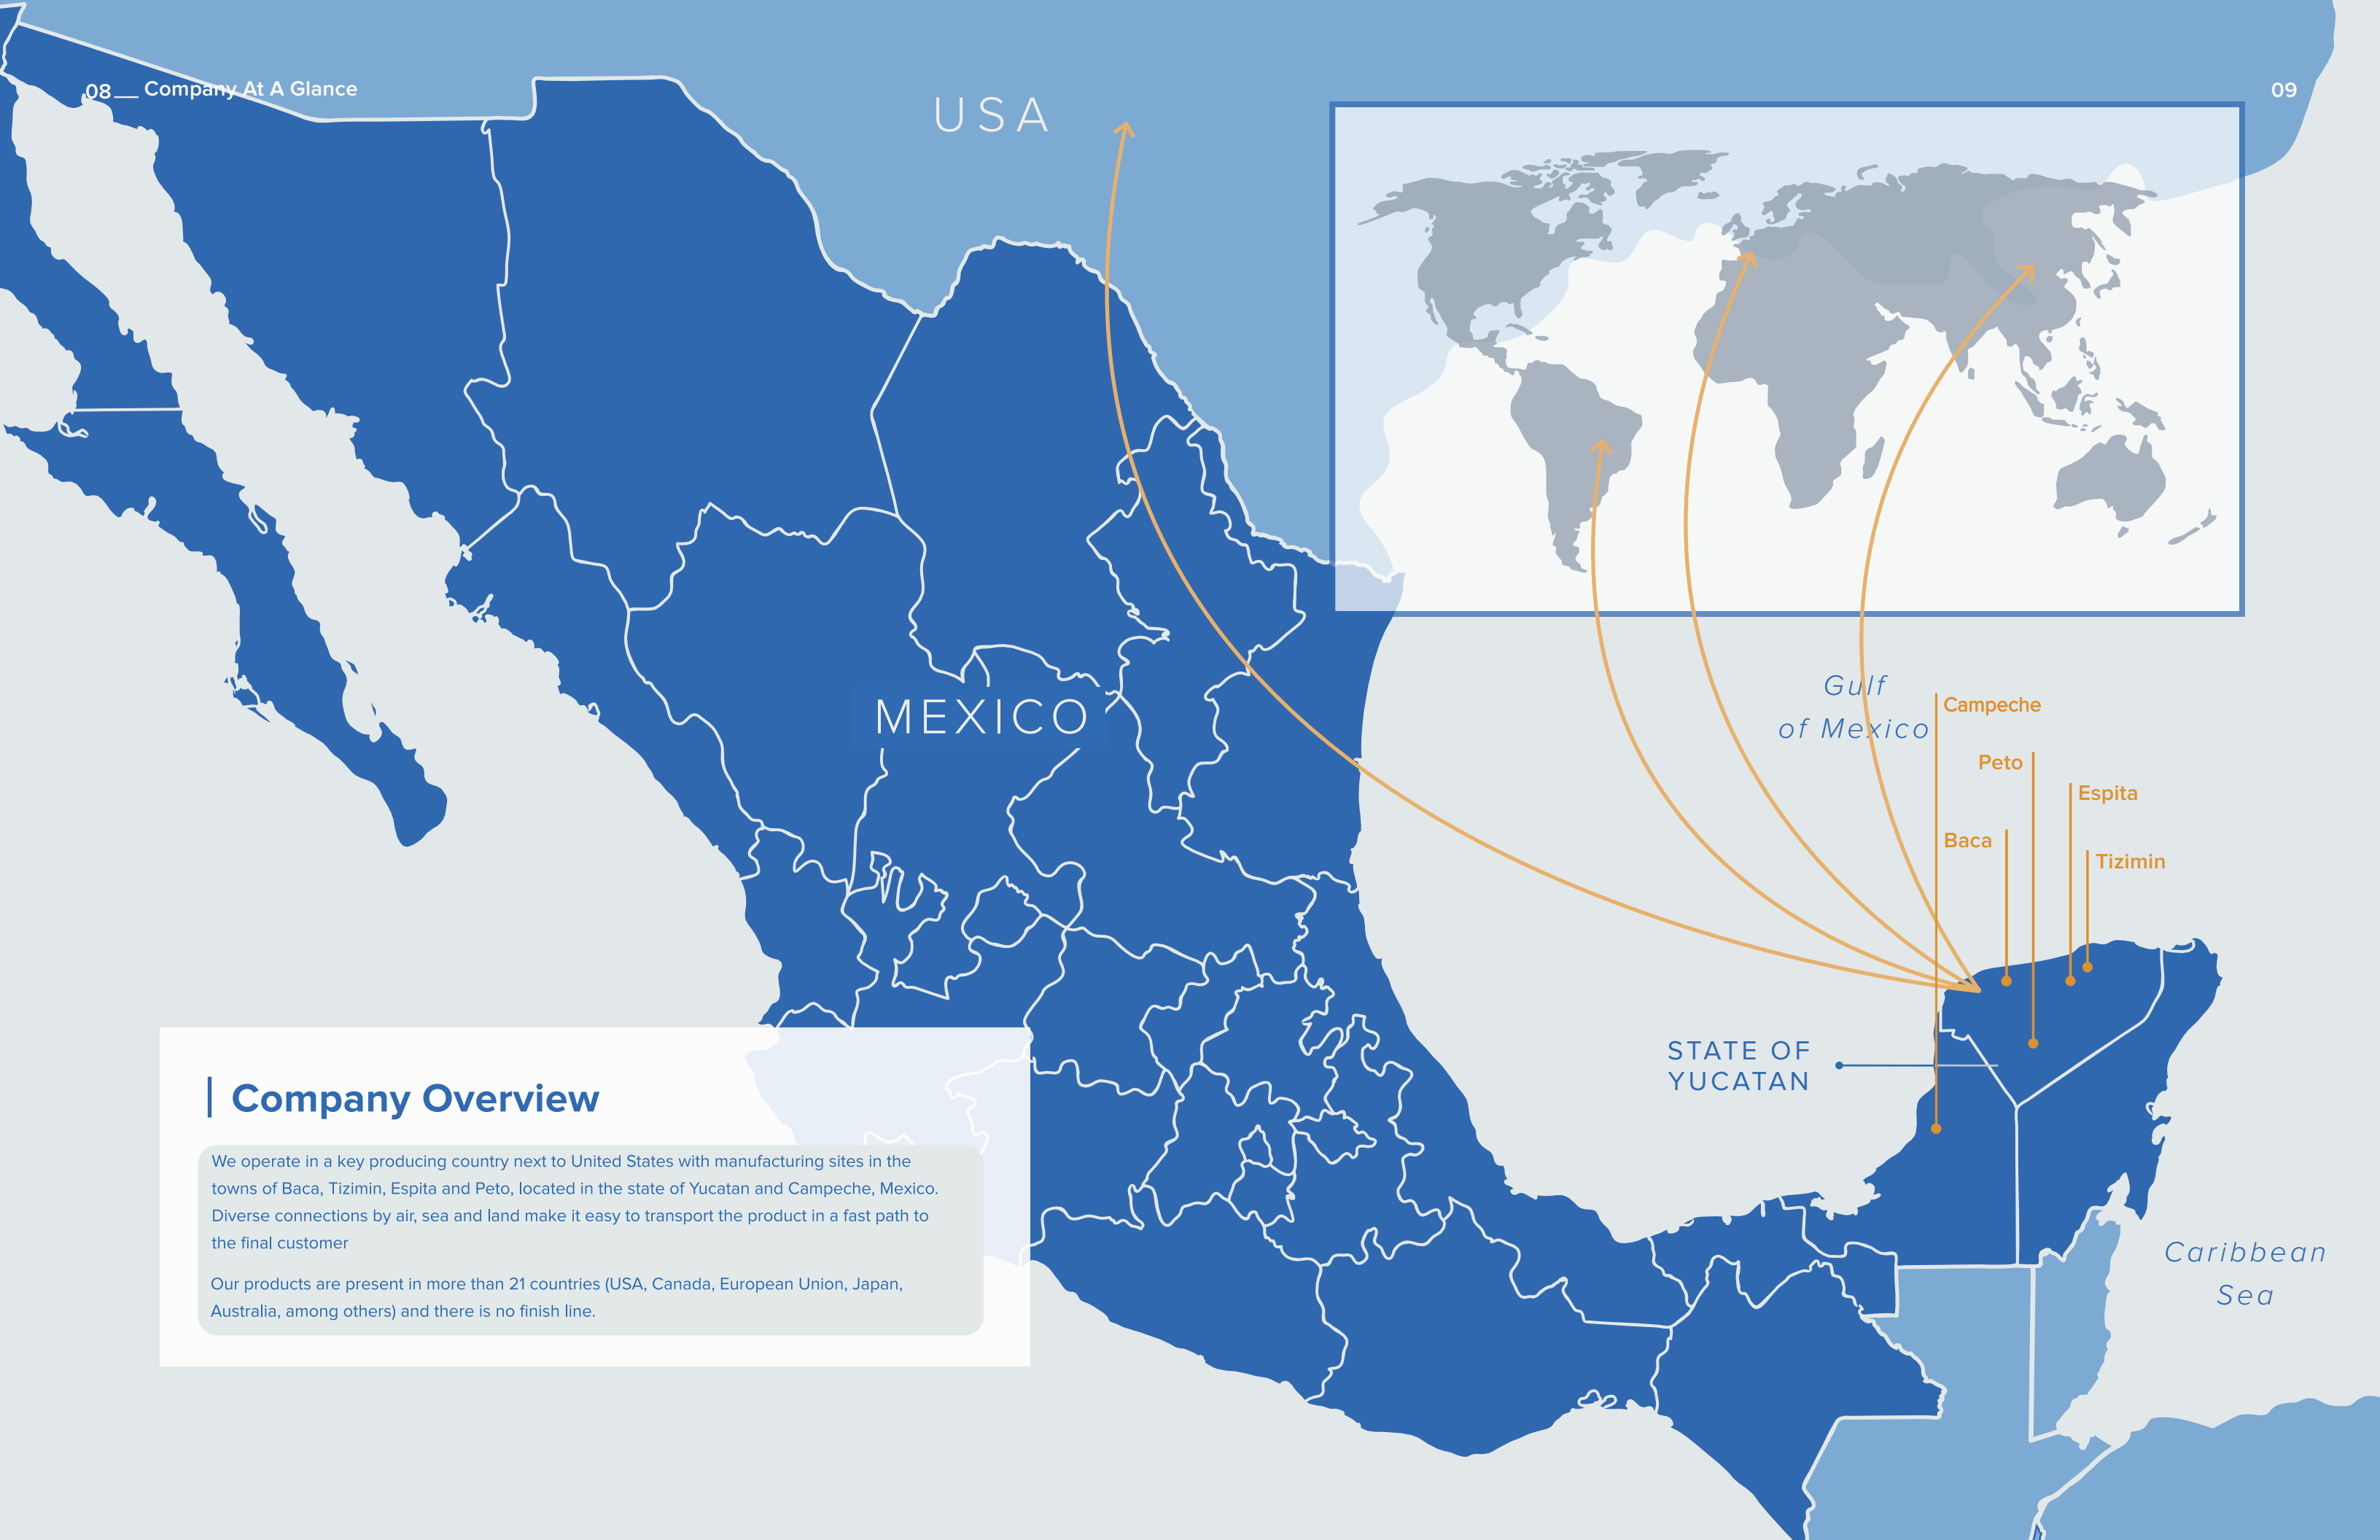 08__ Company At A Glance
09
USA
MEXICO
Gulf
of Mexico
Campeche
Peto
Espita
Baca
Tizimin
STATE OF
YUCATAN
Caribbean
Sea
Company Overview
We operate in a key producing country next to United States with manufacturing sites in the
towns of Baca, Tizimin, Espita and Peto, located in the state of Yucatan and Campeche, Mexico.
Diverse connections by air, sea and land make it easy to transport the product in a fast path to
the final customer
Our products are present in more than 21 countries (USA, Canada, European Union, Japan,
Australia, among others) and there is no finish line.